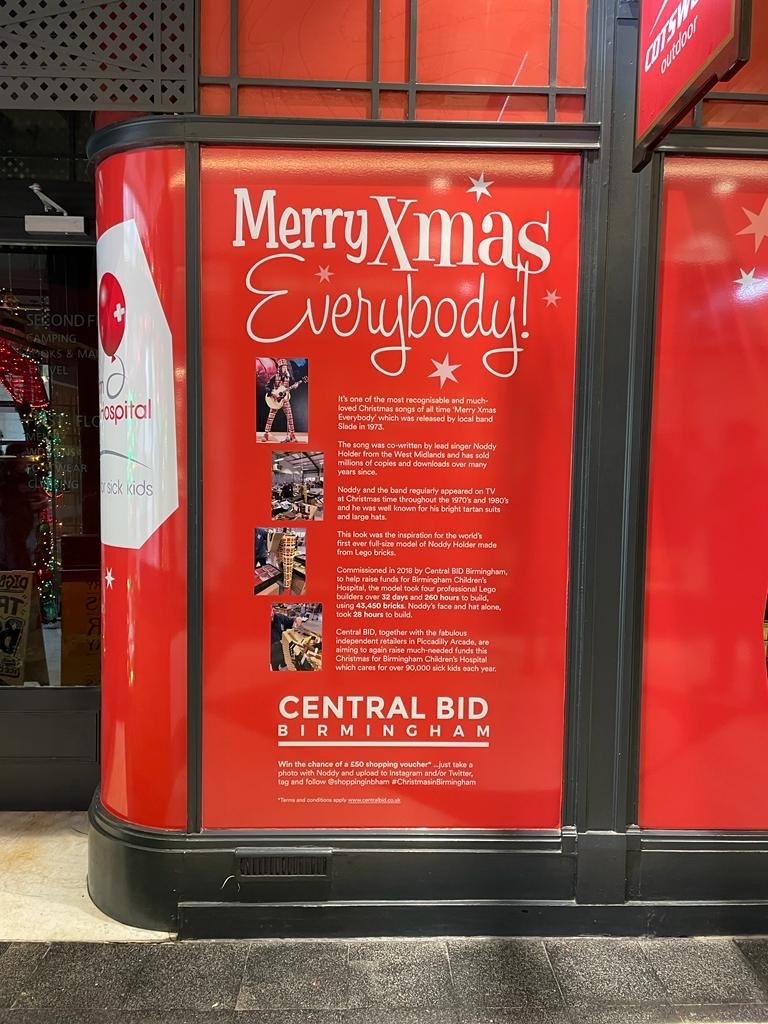 COTSW
outdoor
Merry Xmas
Everybody!
SECOND F
CAMPING
KS & MA
VEL
Hospital
or sick kids
It's one of the most recognisable and much-
loved Christmas songs of all time 'Merry Xmas
Everybody' which was released by local band
Slade in 1973.
The song was co-written by lead singer Noddy
Holder from the West Midlands and has sold
millions of copies and downloads over many
years since.
Noddy and the band regularly appeared on TV
at Christmas time throughout the 1970's and 1980's
and he was well known for his bright tartan suits
and large hats.
This look was the inspiration for the world's
first ever full-size model of Noddy Holder made
from Lego bricks.
Commissioned in 2018 by Central BID Birmingham,
to help raise funds for Birmingham Children's
Hospital, the model took four professional Lego
builders over 32 days and 260 hours to build,
using 43,450 bricks. Noddy's face and hat alone,
took 28 hours to build.
Central BID, together with the fabulous
independent retailers in Piccadilly Arcade, are
aiming to again raise much-needed funds this
Christmas for Birmingham Children's Hospital
which cares for over 90,000 sick kids each year.
CENTRAL BID
BIRMINGHAM
Win the chance of a £50 shopping voucher* ...just take a
photo with Noddy and upload to Instagram and/or Twitter,
tag and follow @shoppinginbham #ChristmasinBirmingham
*Terms and conditions apply www.centralbid.co.uk